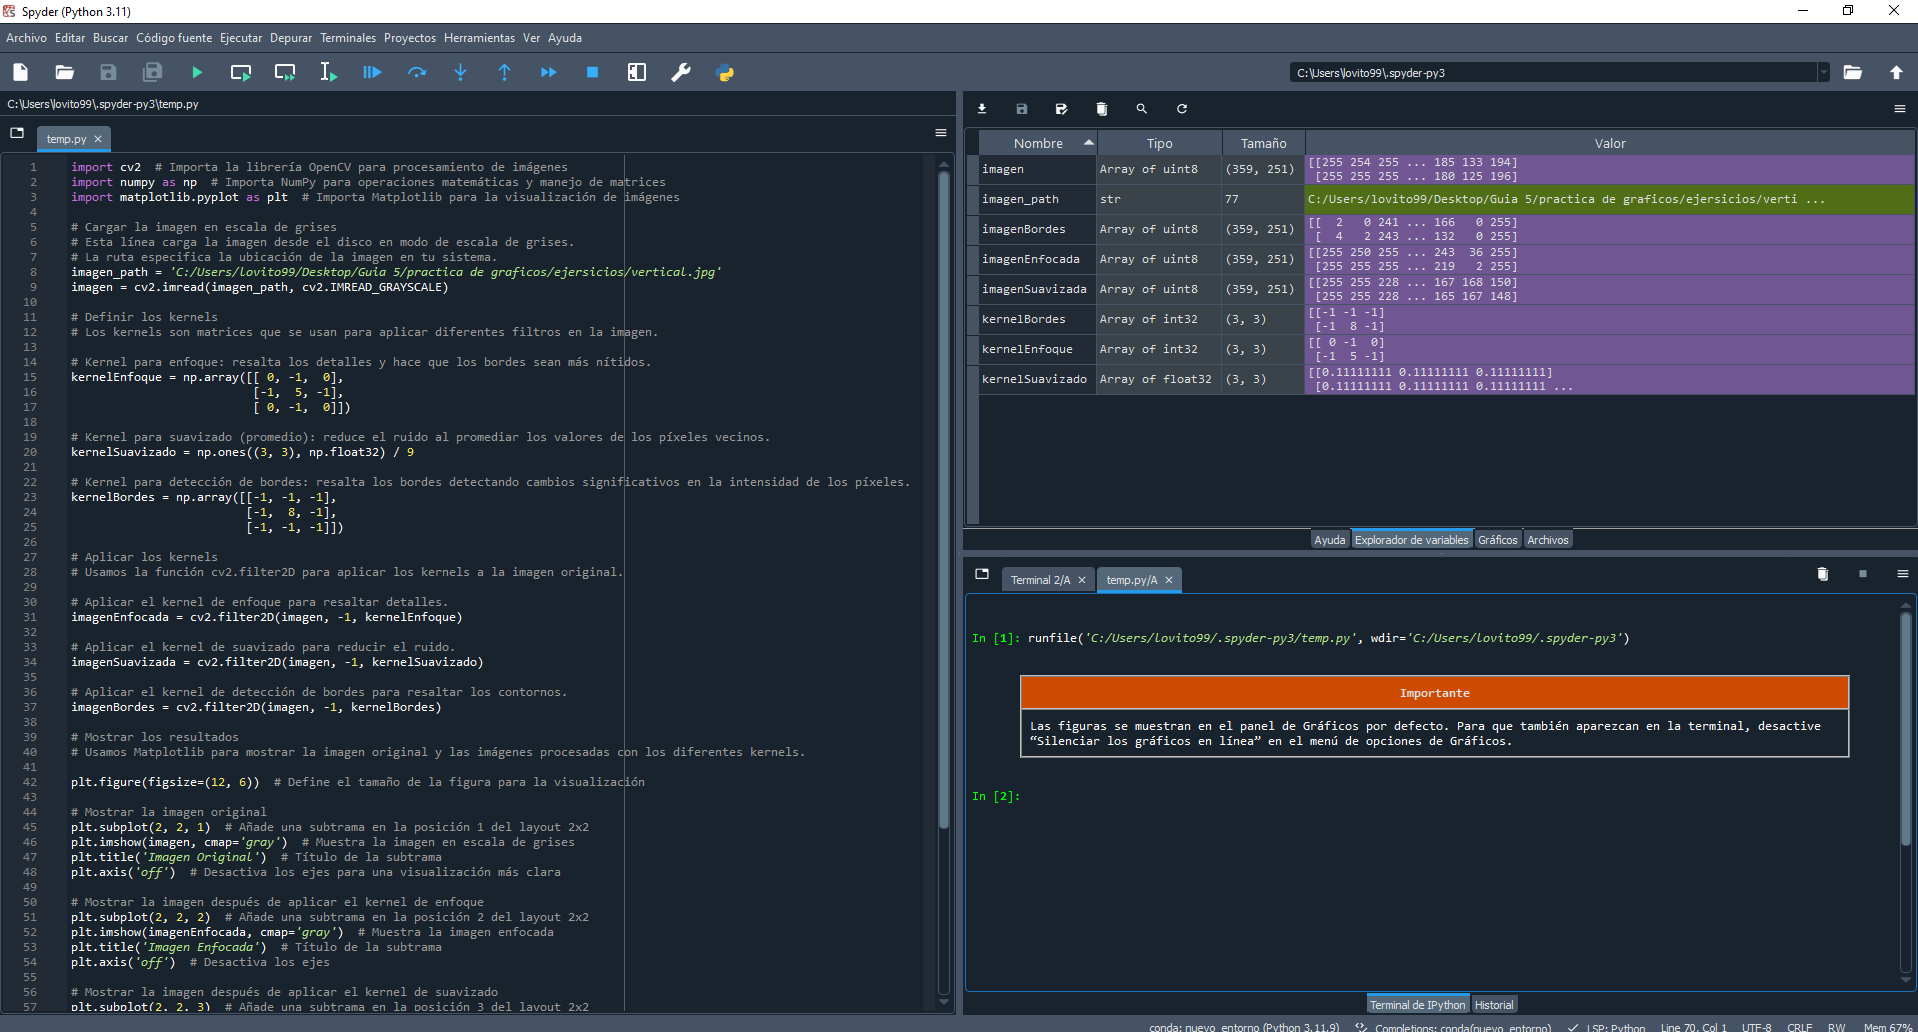 Spyder (Python 3.11)
Archivo Editar Buscar Código fuente Ejecutar Depurar Terminales Proyectos Herramientas Ver Ayuda
C:\Users\lovito99\.spyder-py3
C:\Users\lovito99\.spyder-py3\temp.py
temp.py
1 import cv2  # Importa la librería OpenCV para procesamiento de imágenes
2 import numpy as np  # Importa NumPy para operaciones matemáticas y manejo de matrices
3 import matplotlib.pyplot as plt  # Importa Matplotlib para la visualización de imágenes
4
5 # Cargar la imagen en escala de grises
6 # Esta línea carga la imagen desde el disco en modo de escala de grises.
7 # La ruta especifica la ubicación de la imagen en tu sistema.
8 imagen_path = 'C:/Users/lovito99/Desktop/Guia 5/practica de graficos/ejersicios/vertical.jpg'
9 imagen = cv2.imread(imagen_path, cv2.IMREAD_GRAYSCALE)
10
11 # Definir los kernels
12 # Los kernels son matrices que se usan para aplicar diferentes filtros en la imagen.
13
14 # Kernel para enfoque: resalta los detalles y hace que los bordes sean más nítidos.
15 kernelEnfoque = np.array([[ 0, -1,  0],
16 [-1,  5, -1],
17 [ 0, -1,  0]])
18
19 # Kernel para suavizado (promedio): reduce el ruido al promediar los valores de los píxeles vecinos.
20 kernelSuavizado = np.ones((3, 3), np.float32) / 9
21
22 # Kernel para detección de bordes: resalta los bordes detectando cambios significativos en la intensidad de los píxeles.
23 kernelBordes = np.array([[-1, -1, -1],
24 [-1,  8, -1],
25 [-1, -1, -1]])
26
27 # Aplicar los kernels
28 # Usamos la función cv2.filter2D para aplicar los kernels a la imagen original.
29
30 # Aplicar el kernel de enfoque para resaltar detalles.
31 imagenEnfocada = cv2.filter2D(imagen, -1, kernelEnfoque)
32
33 # Aplicar el kernel de suavizado para reducir el ruido.
34 imagenSuavizada = cv2.filter2D(imagen, -1, kernelSuavizado)
35
36 # Aplicar el kernel de detección de bordes para resaltar los contornos.
37 imagenBordes = cv2.filter2D(imagen, -1, kernelBordes)
38
39 # Mostrar los resultados
40 # Usamos Matplotlib para mostrar la imagen original y las imágenes procesadas con los diferentes kernels.
41
42 plt.figure(figsize=(12, 6))  # Define el tamaño de la figura para la visualización
43
44 # Mostrar la imagen original
45 plt.subplot(2, 2, 1)  # Añade una subtrama en la posición 1 del layout 2x2
46 plt.imshow(imagen, cmap='gray')  # Muestra la imagen en escala de grises
47 plt.title('Imagen Original')  # Título de la subtrama
48 plt.axis('off')  # Desactiva los ejes para una visualización más clara
49
50 # Mostrar la imagen después de aplicar el kernel de enfoque
51 plt.subplot(2, 2, 2)  # Añade una subtrama en la posición 2 del layout 2x2
52 plt.imshow(imagenEnfocada, cmap='gray')  # Muestra la imagen enfocada
53 plt.title('Imagen Enfocada')  # Título de la subtrama
54 plt.axis('off')  # Desactiva los ejes
55
56 # Mostrar la imagen después de aplicar el kernel de suavizado
57 plt.subplot(2, 2, 3)  # Añade una subtrama en la posición 3 del layout 2x2
Nombre Tipo Tamaño Valor
imagen Array of uint8 (359, 251) [[255 254 255 ... 185 133 194]
[255 255 255 ... 180 125 196]
imagen_path str 77 C:/Users/lovito99/Desktop/Guia 5/practica de graficos/ejersicios/verti ...
imagenBordes Array of uint8 (359, 251) [[  2   0 241 ... 166   0 255]
[  4   2 243 ... 132   0 255]
imagenEnfocada Array of uint8 (359, 251) [[255 250 255 ... 243  36 255]
[255 255 255 ... 219   2 255]
imagenSuavizada Array of uint8 (359, 251) [[255 255 228 ... 167 168 150]
[255 255 228 ... 165 167 148]
kernelBordes Array of int32 (3, 3) [[-1 -1 -1]
[-1  8 -1]
kernelEnfoque Array of int32 (3, 3) [[ 0 -1  0]
[-1  5 -1]
kernelSuavizado Array of float32 (3, 3) [[0.11111111 0.11111111 0.11111111]
[0.11111111 0.11111111 0.11111111 ...
Ayuda Explorador de variables Gráficos Archivos
Terminal 2/A temp.py/A
In [1]: runfile('C:/Users/lovito99/.spyder-py3/temp.py', wdir='C:/Users/lovito99/.spyder-py3')
Importante
Las figuras se muestran en el panel de Gráficos por defecto. Para que también aparezcan en la terminal, desactive
“Silenciar los gráficos en línea” en el menú de opciones de Gráficos.
In [2]:
Terminal de IPython Historial
conda: nuevo_entorno (Python 3.11.9) Completions: conda(nuevo_entorno) LSP: Python Line 70, Col 1 UTF-8 CRLF RW Mem 67%